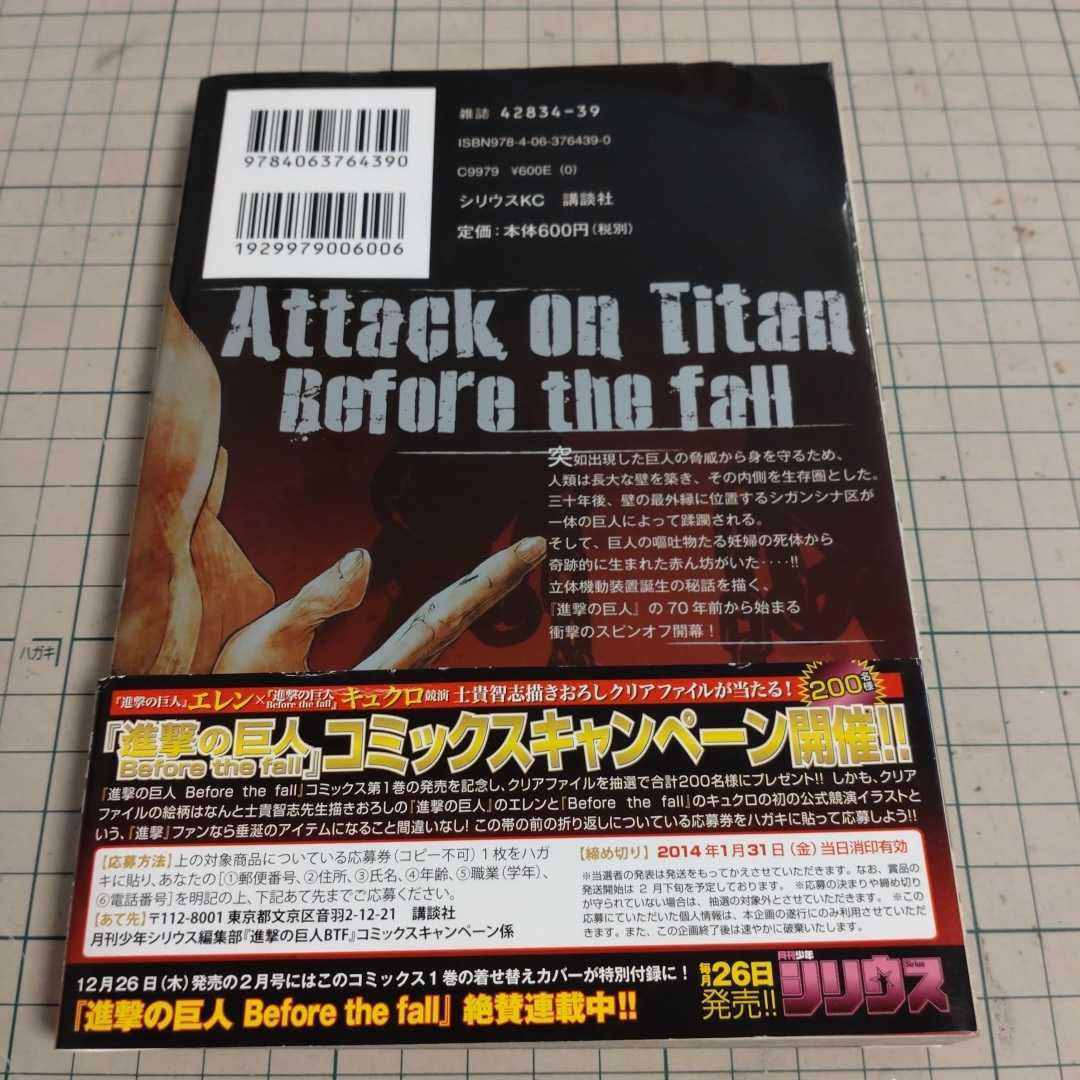 9784063764390
1929979006006
雑誌 42834-39
ISBN978-4-06-376439-0
C9979 ¥600E (0)
シリウスKC 講談社
定価:本体600円(税別)
Attack on Titan
Before the fall
突如出現した巨人の脅威から身を守るため、
人類は長大な壁を築き、その内側を生存圏とした。
三十年後、壁の最外縁に位置するシガンシナ区が
一体の巨人によって蹂躙される。
そして、巨人の嘔吐物たる妊婦の死体から
奇跡的に生まれた赤ん坊がいた‥‥!!
立体機動装置誕生の秘話を描く、
『進撃の巨人』の70年前から始まる
衝撃のスピンオフ開幕!
ハガキ
『進撃の巨人』エレン×『進撃の巨人 Before the fall』キュクロ競演 士貴智志描きおろしクリアファイルが当たる!
200名様
『進撃の巨人 Before the fall』コミックスキャンペーン開催!!
『進撃の巨人 Before the fall』コミックス第1巻の発売を記念し、クリアファイルを抽選で合計200名様にプレゼント!! しかも、クリア
ファイルの絵柄はなんと士貴智志先生描きおろしの『進撃の巨人』のエレンと『Before the fall』のキュクロの初の公式競演イラストと
いう、『進撃』ファンなら垂涎のアイテムになること間違いなし! この帯の前の折り返しについている応募券をハガキに貼って応募しよう!!
【応募方法】上の対象商品についている応募券(コピー不可)1枚をハガ
キに貼り、あなたの[①郵便番号、②住所、③氏名、④年齢、⑤職業(学年)、
⑥電話番号]を明記の上、下記あて先までご応募ください。
【あて先】〒112-8001 東京都文京区音羽2-12-21 講談社
月刊少年シリウス編集部『進撃の巨人BTF』コミックスキャンペーン係
【締め切り】2014年1月31日(金)当日消印有効
※当選者の発表は発送をもってかえさせていただきます。なお、賞品の
発送開始は2月下旬を予定しております。 ※応募の決まりや締め切り
が守られていない場合は、抽選の対象外とさせていただきます。 ※この
応募にていただいた個人情報は、本企画の遂行にのみ利用させていただ
きます。また、この企画終了後は速やかに破棄いたします。
12月26日(木)発売の2月号にはこのコミックス1巻の着せ替えカバーが特別付録に!
『進撃の巨人 Before the fall』絶賛連載中!!
毎月26日発売!!
月刊少年シリウス
Sirius